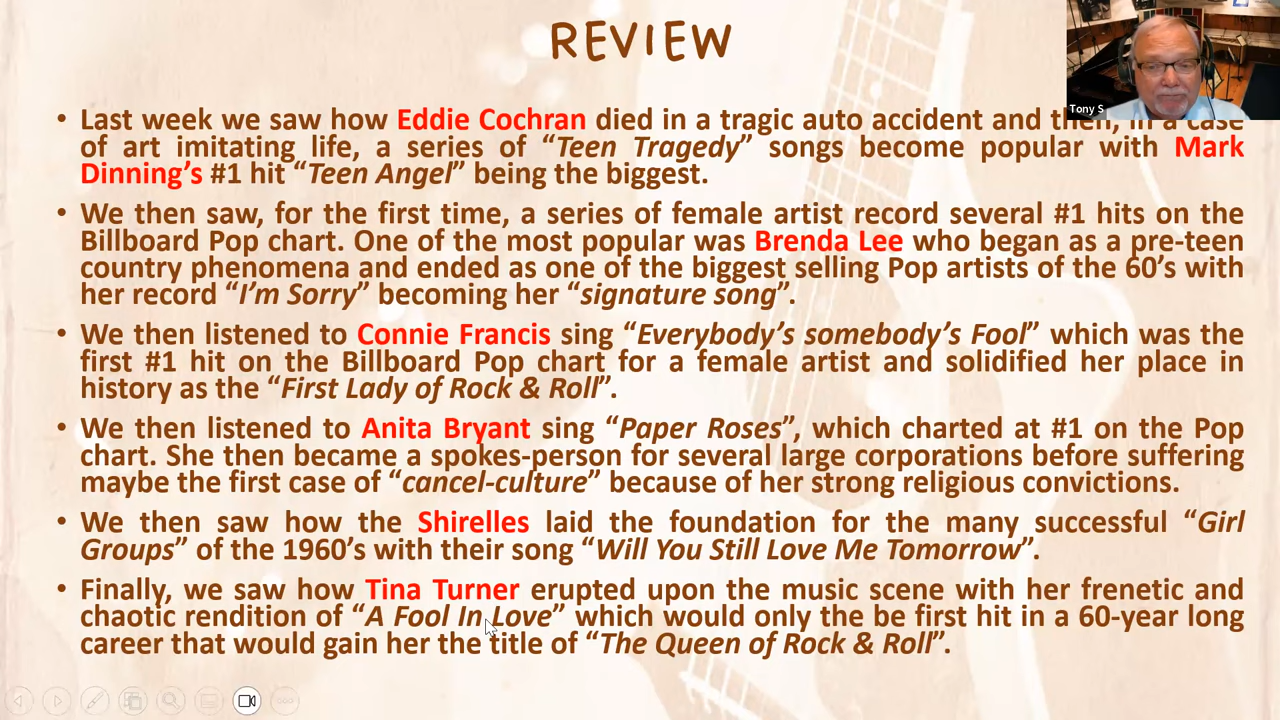 REVIEW
Tony S
• Last week we saw how Eddie Cochran died in a tragic auto accident and then, in a case
of art imitating life, a series of “Teen Tragedy” songs become popular with Mark
Dinning’s #1 hit “Teen Angel” being the biggest.
• We then saw, for the first time, a series of female artist record several #1 hits on the
Billboard Pop chart. One of the most popular was Brenda Lee who began as a pre-teen
country phenomena and ended as one of the biggest selling Pop artists of the 60’s with
her record “I’m Sorry” becoming her “signature song”.
• We then listened to Connie Francis sing “Everybody’s somebody’s Fool” which was the
first #1 hit on the Billboard Pop chart for a female artist and solidified her place in
history as the “First Lady of Rock & Roll”.
• We then listened to Anita Bryant sing “Paper Roses”, which charted at #1 on the Pop
chart. She then became a spokes-person for several large corporations before suffering
maybe the first case of “cancel-culture” because of her strong religious convictions.
• We then saw how the Shirelles laid the foundation for the many successful “Girl
Groups” of the 1960’s with their song “Will You Still Love Me Tomorrow”.
• Finally, we saw how Tina Turner erupted upon the music scene with her frenetic and
chaotic rendition of “A Fool In Love” which would only the be first hit in a 60-year long
career that would gain her the title of “The Queen of Rock & Roll”.